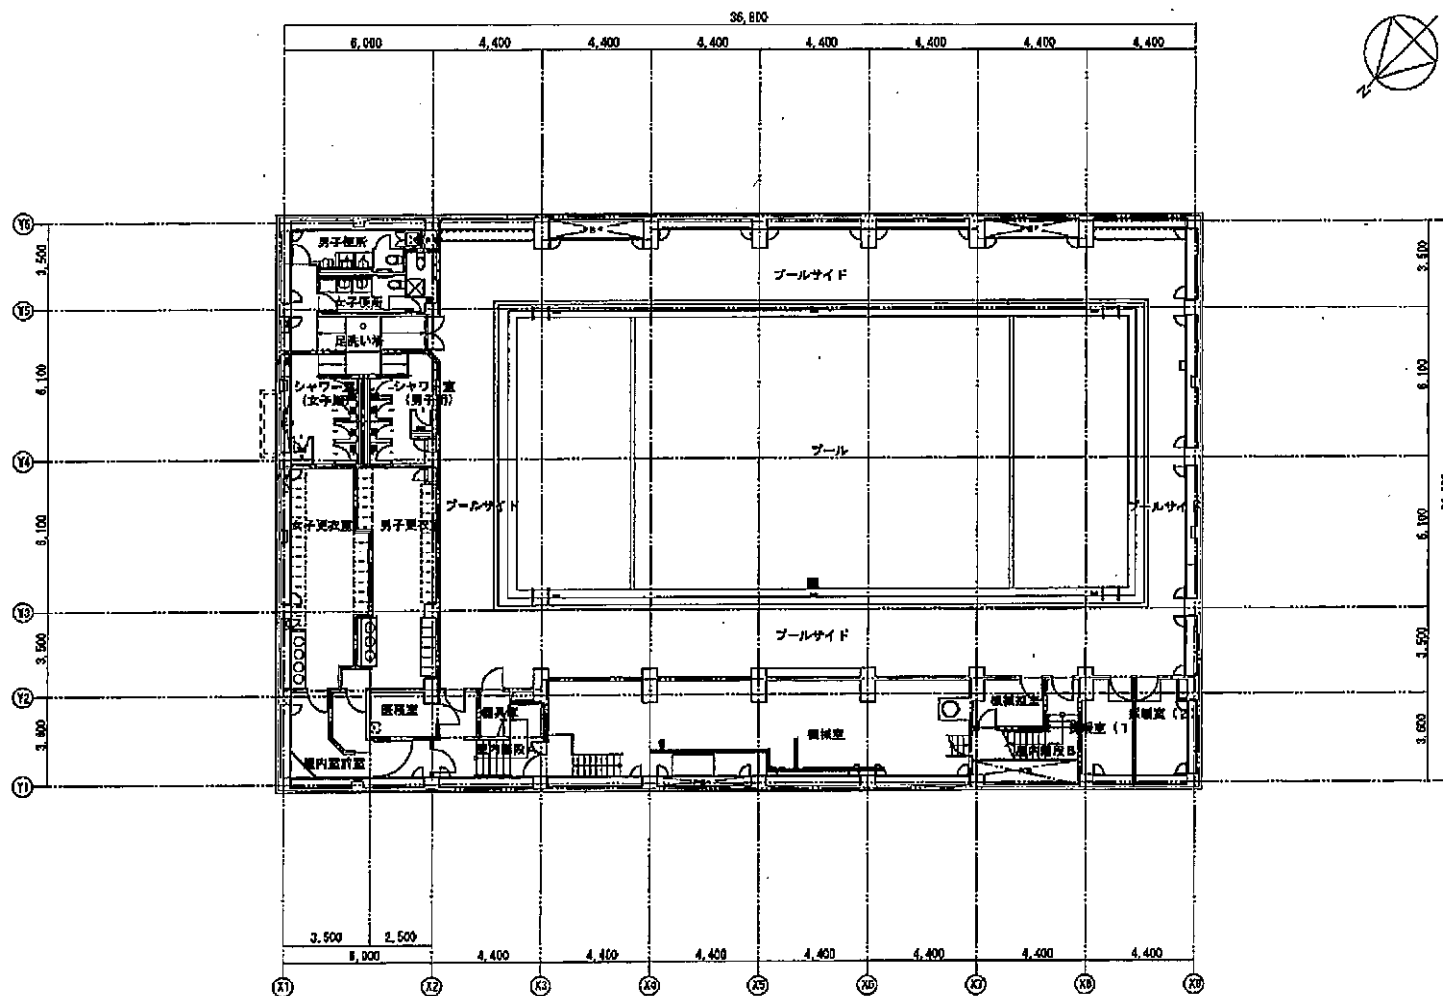 36,800
6,000 4,400 4,400 4,400 4,400 4,400 4,400 4,400
N
Y6
男子便所
3,500
3,500
プールサイド
女子便所
Y5
足洗い場
6,100
6,100
シャワー室 シャワー室
(女子用) (男子用)
プール
Y4
プールサイド
プールサイド
女子更衣室 男子更衣
6,100
6,100
Y3
プールサイド
3,500
3,500
Y2
医務室
器具室
機械室
採暖室(1
採暖室(2
屋内階段A
屋内階段B
3,600
3,600
Y1
3,500 2,500
6,000 4,400 4,400 4,400 4,400 4,400 4,400 4,400
X1 X2 X3 X4 X5 X6 X7 X8 X9